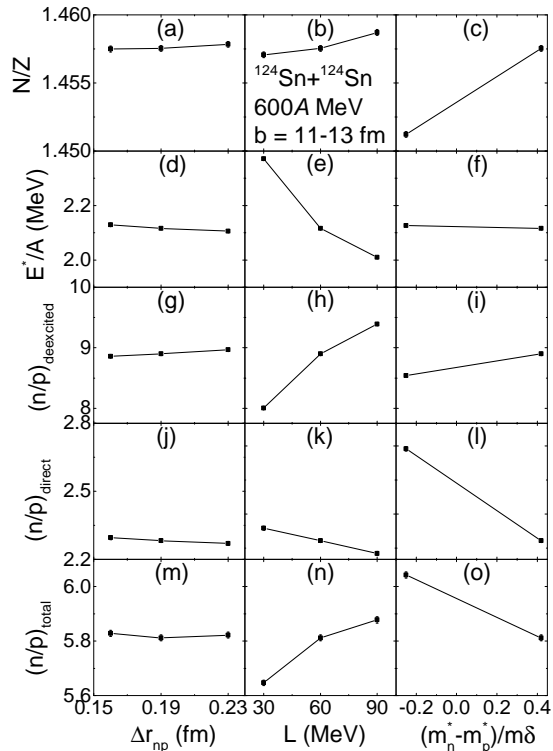 (a) (b) (c)
N/Z
1.460
1.455
1.450
¹²⁴Sn+¹²⁴Sn
600A MeV
b = 11-13 fm
(d) (e) (f)
E*/A (MeV)
2.2
2.0
(g) (h) (i)
(n/p)deexcited
10
9
8
(j) (k) (l)
(n/p)direct
2.8
2.5
2.2
(m) (n) (o)
(n/p)total
6.0
5.8
5.6
0.15 0.19 0.23 30 60 90 -0.2 0.0 0.2 0.4
Δrnp (fm) L (MeV) (m*n-m*p)/mδ